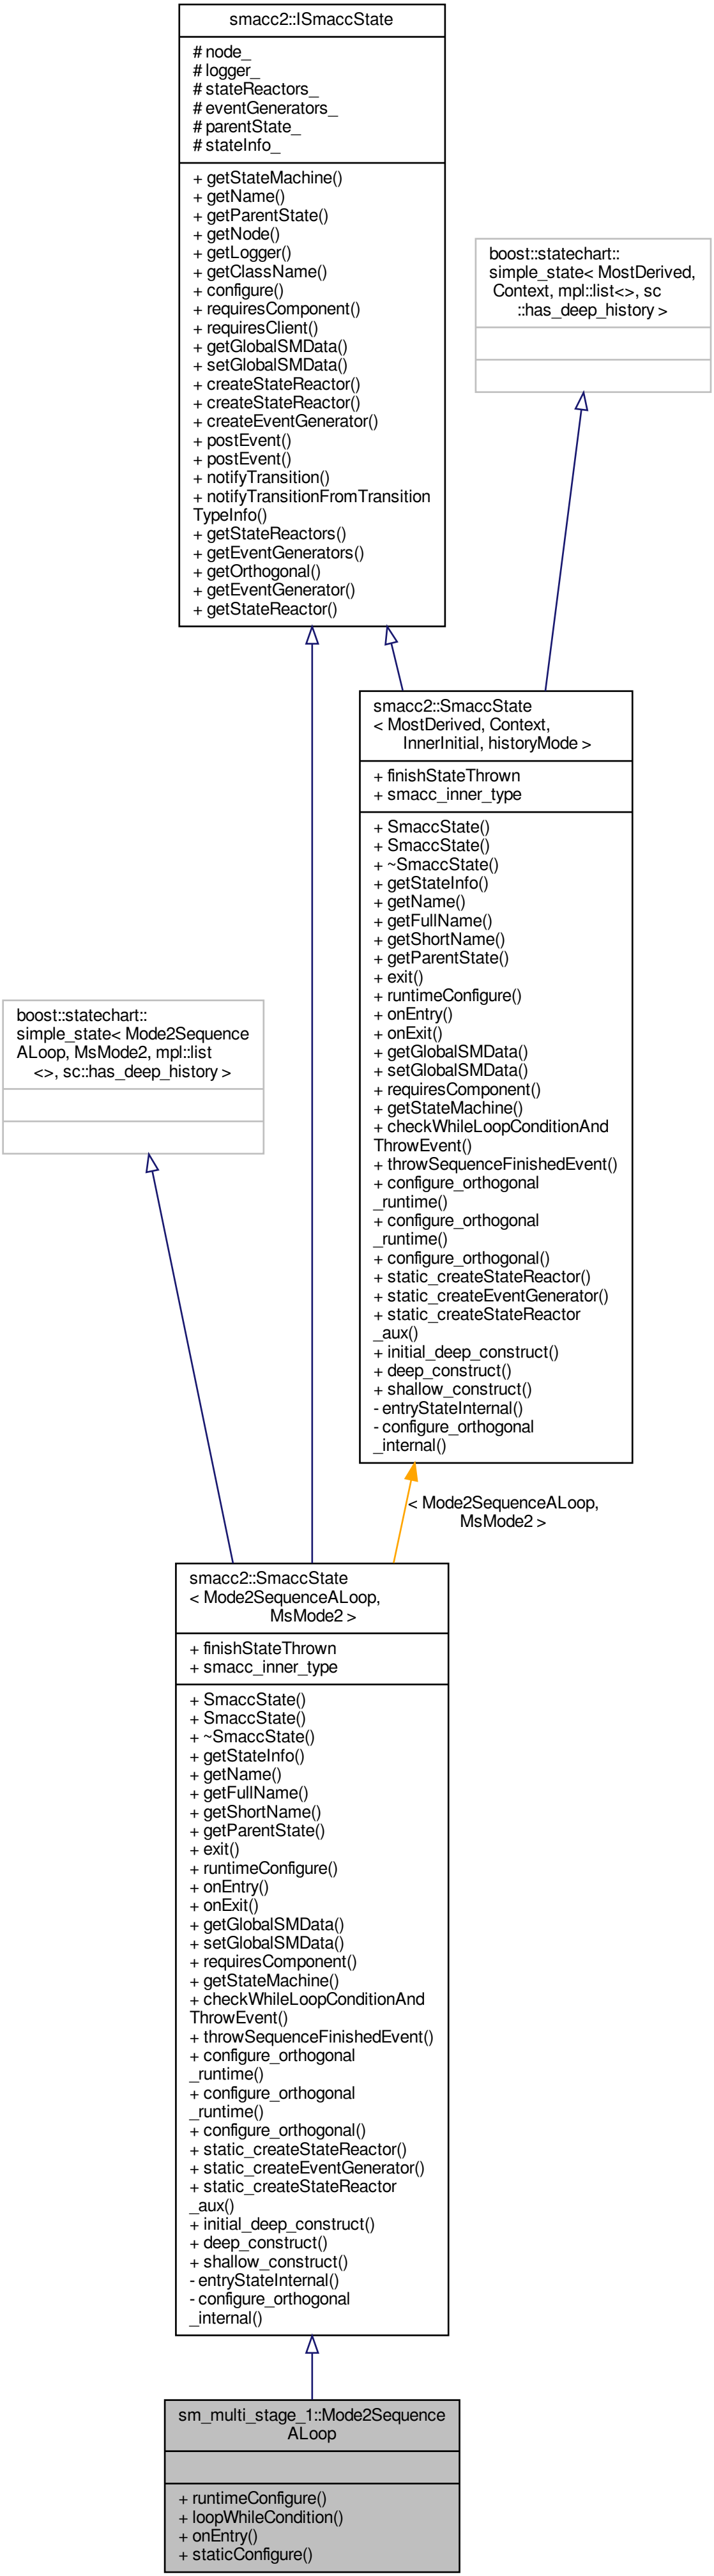 smacc2::ISmaccState
# node_
# logger_
# stateReactors_
# eventGenerators_
# parentState_
# stateInfo_
+ getStateMachine()
+ getName()
+ getParentState()
+ getNode()
+ getLogger()
+ getClassName()
+ configure()
+ requiresComponent()
+ requiresClient()
+ getGlobalSMData()
+ setGlobalSMData()
+ createStateReactor()
+ createStateReactor()
+ createEventGenerator()
+ postEvent()
+ postEvent()
+ notifyTransition()
+ notifyTransitionFromTransition
TypeInfo()
+ getStateReactors()
+ getEventGenerators()
+ getOrthogonal()
+ getEventGenerator()
+ getStateReactor()
boost::statechart::
simple_state< MostDerived,
Context, mpl::list<>, sc
::has_deep_history >
smacc2::SmaccState
< MostDerived, Context,
InnerInitial, historyMode >
+ finishStateThrown
+ smacc_inner_type
+ SmaccState()
+ SmaccState()
+ ~SmaccState()
+ getStateInfo()
+ getName()
+ getFullName()
+ getShortName()
+ getParentState()
+ exit()
+ runtimeConfigure()
+ onEntry()
+ onExit()
+ getGlobalSMData()
+ setGlobalSMData()
+ requiresComponent()
+ getStateMachine()
+ checkWhileLoopConditionAnd
ThrowEvent()
+ throwSequenceFinishedEvent()
+ configure_orthogonal
_runtime()
+ configure_orthogonal
_runtime()
+ configure_orthogonal()
+ static_createStateReactor()
+ static_createEventGenerator()
+ static_createStateReactor
_aux()
+ initial_deep_construct()
+ deep_construct()
+ shallow_construct()
- entryStateInternal()
- configure_orthogonal
_internal()
boost::statechart::
simple_state< Mode2Sequence
ALoop, MsMode2, mpl::list
<>, sc::has_deep_history >
< Mode2SequenceALoop,
MsMode2 >
smacc2::SmaccState
< Mode2SequenceALoop,
MsMode2 >
+ finishStateThrown
+ smacc_inner_type
+ SmaccState()
+ SmaccState()
+ ~SmaccState()
+ getStateInfo()
+ getName()
+ getFullName()
+ getShortName()
+ getParentState()
+ exit()
+ runtimeConfigure()
+ onEntry()
+ onExit()
+ getGlobalSMData()
+ setGlobalSMData()
+ requiresComponent()
+ getStateMachine()
+ checkWhileLoopConditionAnd
ThrowEvent()
+ throwSequenceFinishedEvent()
+ configure_orthogonal
_runtime()
+ configure_orthogonal
_runtime()
+ configure_orthogonal()
+ static_createStateReactor()
+ static_createEventGenerator()
+ static_createStateReactor
_aux()
+ initial_deep_construct()
+ deep_construct()
+ shallow_construct()
- entryStateInternal()
- configure_orthogonal
_internal()
sm_multi_stage_1::Mode2Sequence
ALoop
+ runtimeConfigure()
+ loopWhileCondition()
+ onEntry()
+ staticConfigure()